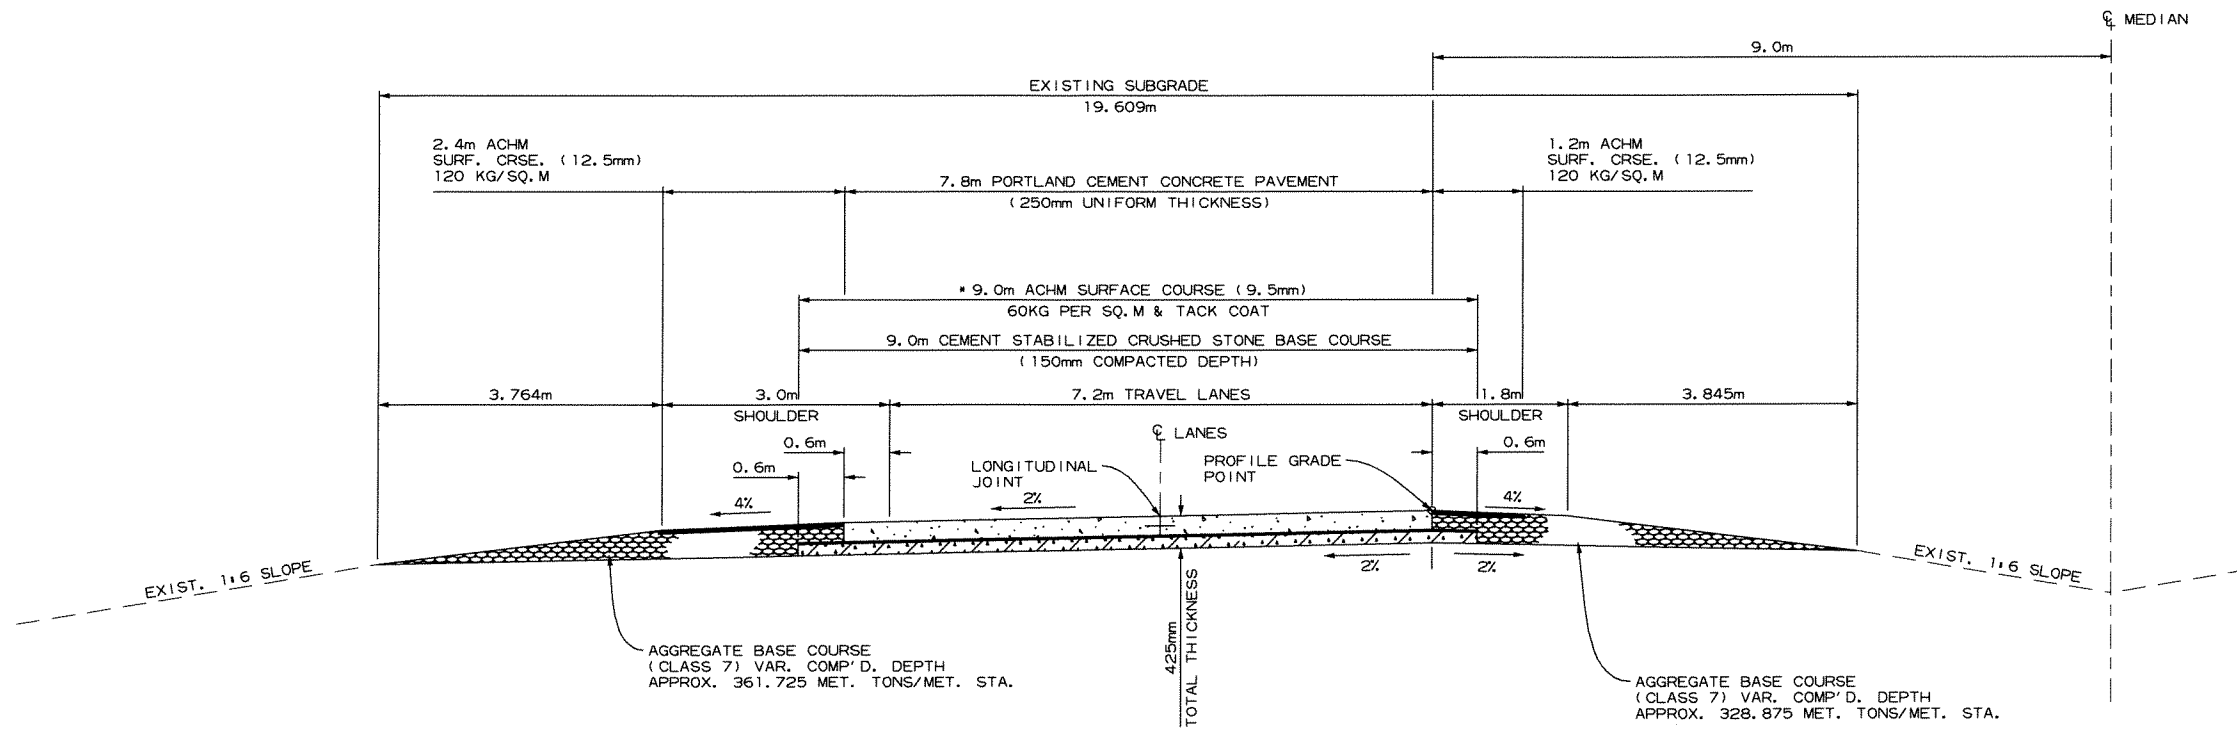 ℄ MEDIAN
9.0m
EXISTING SUBGRADE
19.609m
2.4m ACHM
SURF. CRSE. (12.5mm)
120 KG/SQ.M
1.2m ACHM
SURF. CRSE. (12.5mm)
120 KG/SQ.M
7.8m PORTLAND CEMENT CONCRETE PAVEMENT
(250mm UNIFORM THICKNESS)
* 9.0m ACHM SURFACE COURSE (9.5mm)
60KG PER SQ.M & TACK COAT
9.0m CEMENT STABILIZED CRUSHED STONE BASE COURSE
(150mm COMPACTED DEPTH)
3.764m
3.0m
SHOULDER
7.2m TRAVEL LANES
1.8m
SHOULDER
3.845m
0.6m
0.6m
℄ LANES
0.6m
LONGITUDINAL
JOINT
PROFILE GRADE
POINT
4%
2%
4%
2%
2%
EXIST. 1:6 SLOPE
EXIST. 1:6 SLOPE
425mm
TOTAL THICKNESS
AGGREGATE BASE COURSE
(CLASS 7) VAR. COMP'D. DEPTH
APPROX. 361.725 MET. TONS/MET. STA.
AGGREGATE BASE COURSE
(CLASS 7) VAR. COMP'D. DEPTH
APPROX. 328.875 MET. TONS/MET. STA.